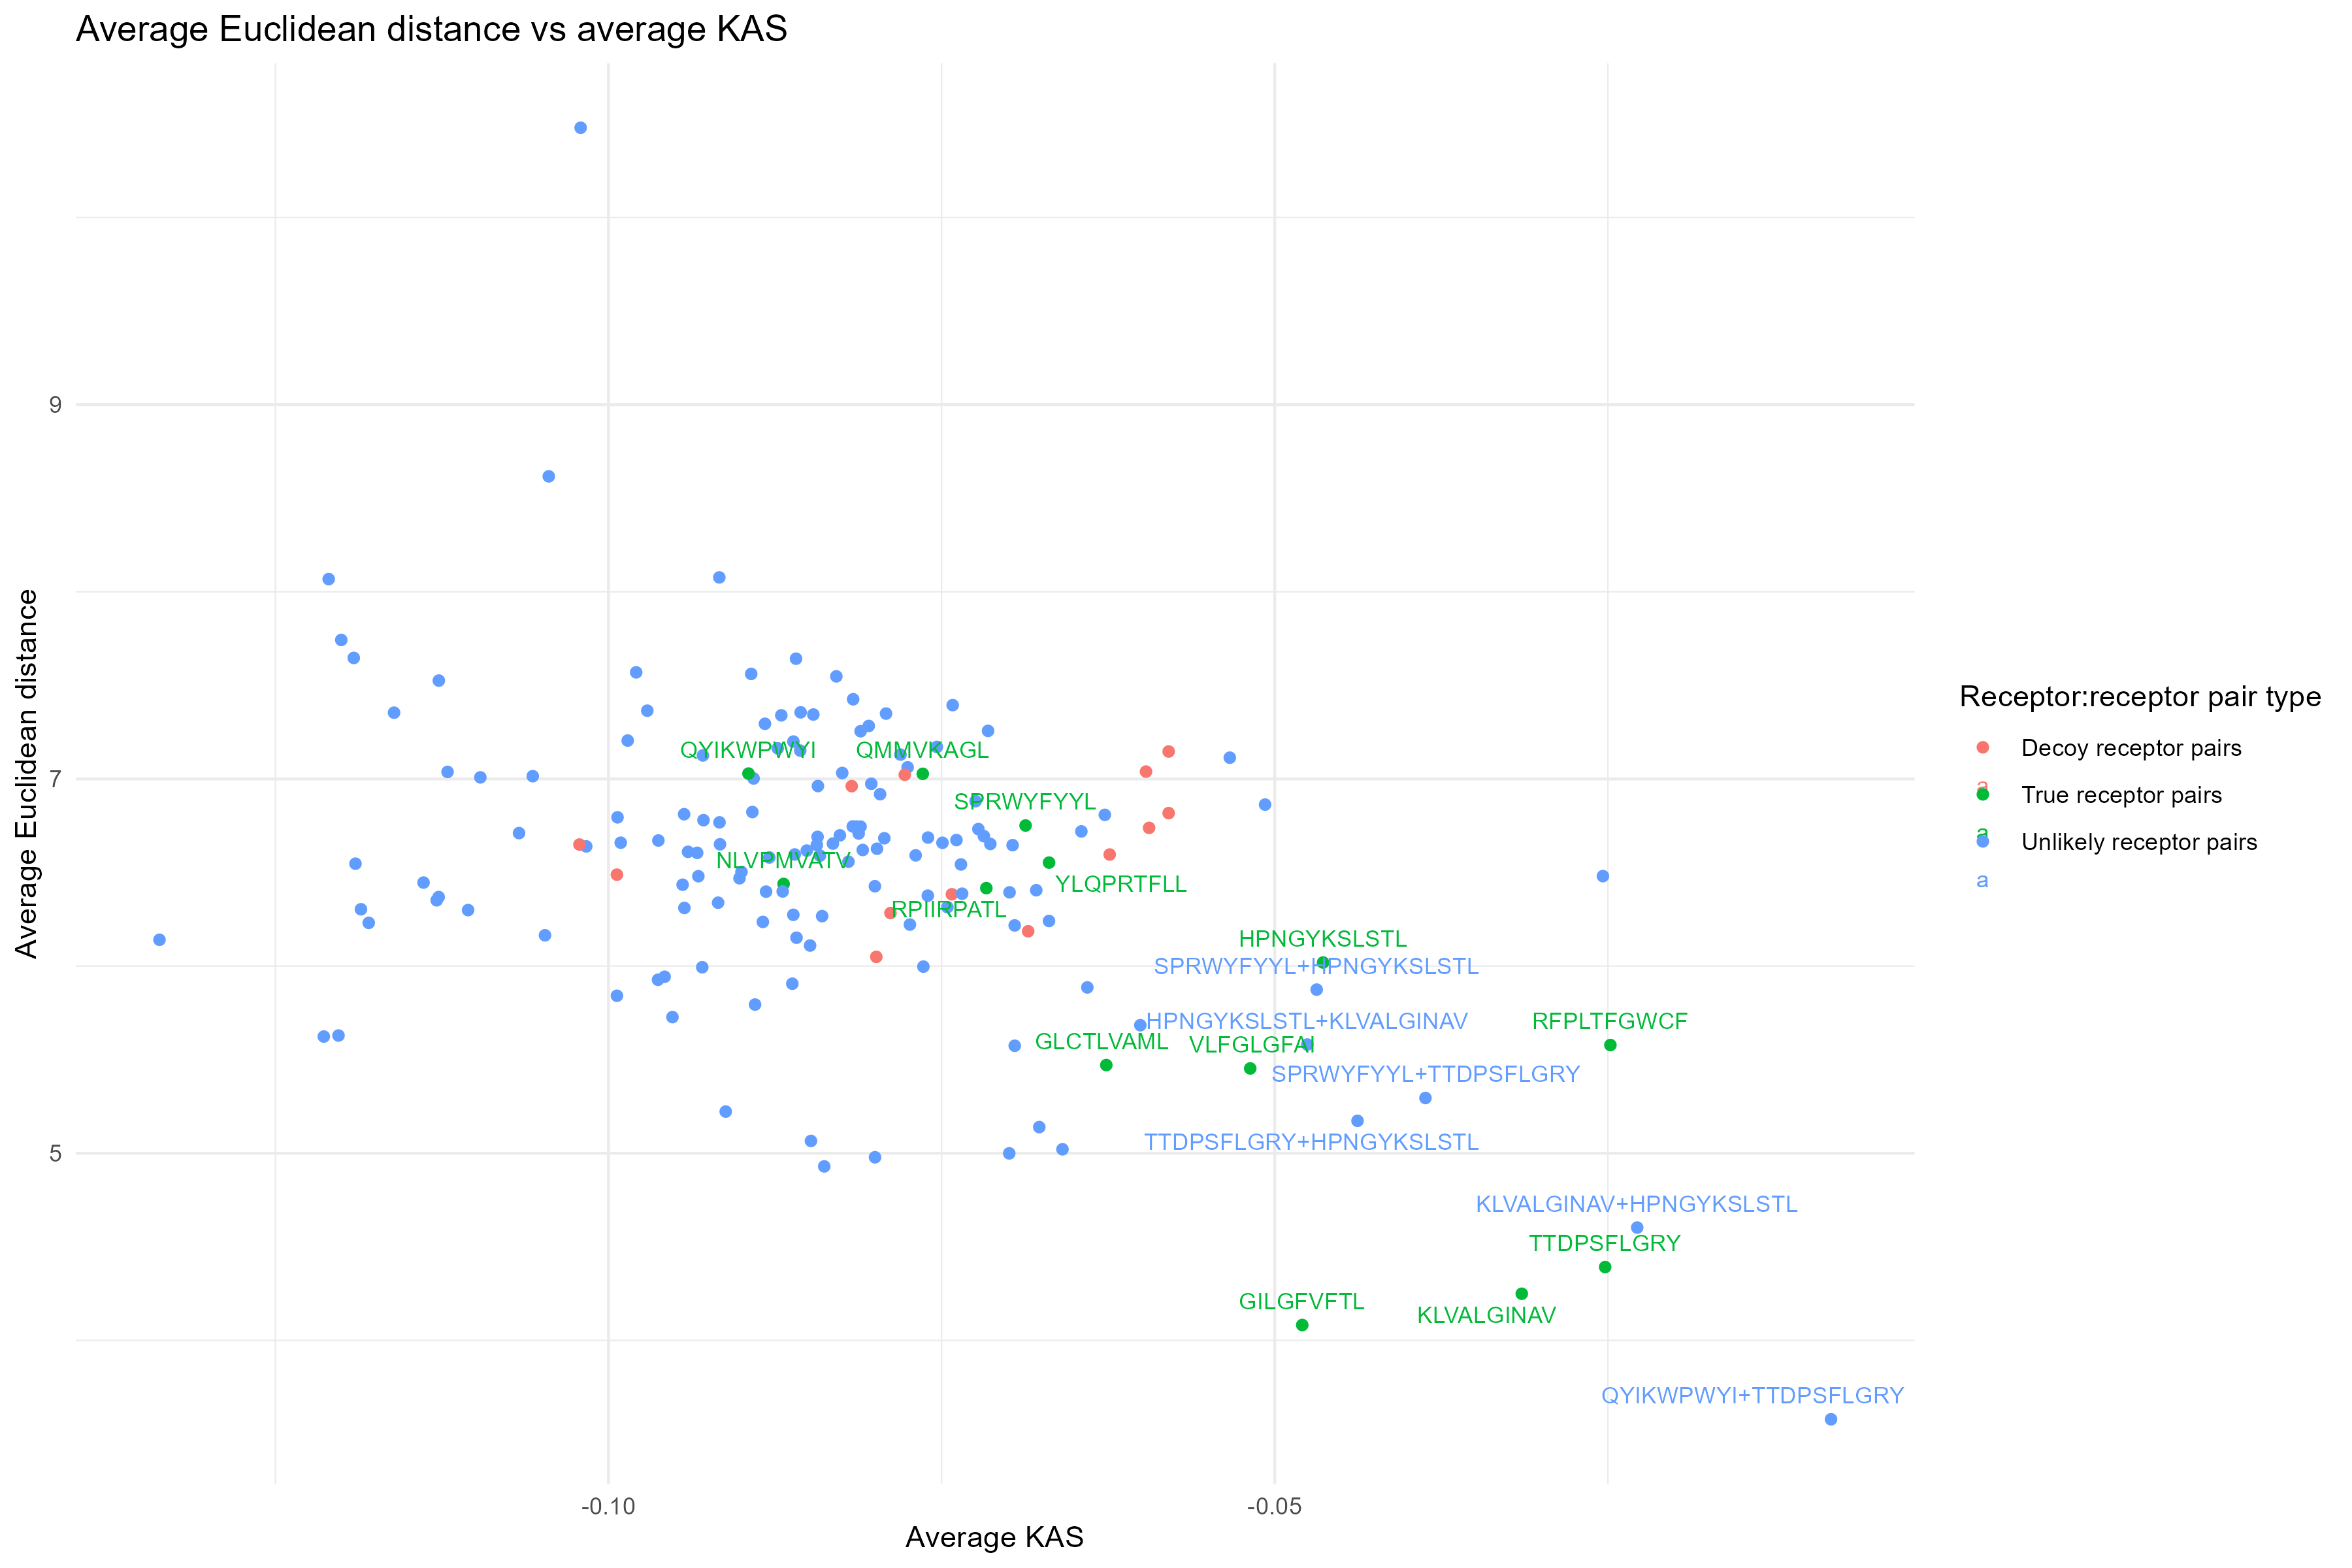 Average Euclidean distance vs average KAS
9
7
5
Average Euclidean distance
QYIKWPWYI
QMMVKAGL
SPRWYFYYL
NLVPMVATV
YLQPRTFLL
RPIIRPATL
HPNGYKSLSTL
SPRWYFYYL+HPNGYKSLSTL
HPNGYKSLSTL+KLVALGINAV
RFPLTFGWCF
GLCTLVAML
VLFGLGFAI
SPRWYFYYL+TTDPSFLGRY
TTDPSFLGRY+HPNGYKSLSTL
KLVALGINAV+HPNGYKSLSTL
TTDPSFLGRY
GILGFVFTL
KLVALGINAV
QYIKWPWYI+TTDPSFLGRY
-0.10
-0.05
Average KAS
Receptor:receptor pair type
Decoy receptor pairs
a
True receptor pairs
a
Unlikely receptor pairs
a